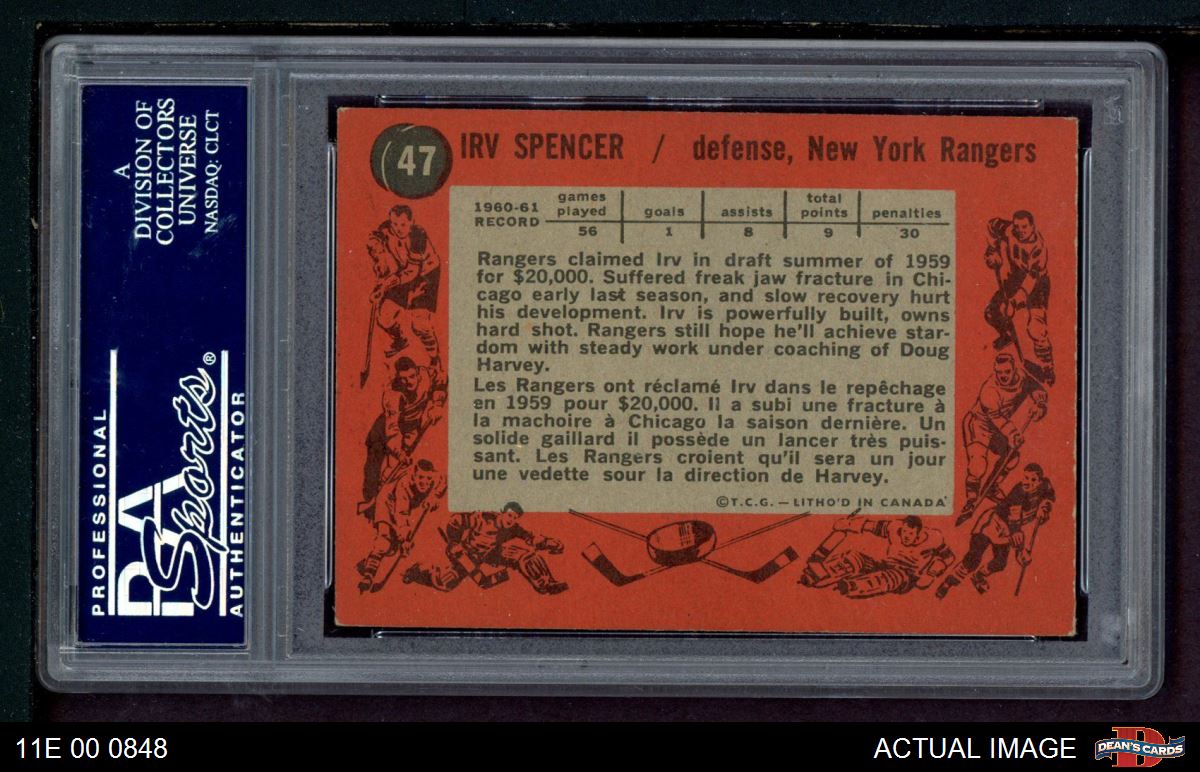 A
DIVISION OF
COLLECTORS
UNIVERSE
NASDAQ: CLCT
PROFESSIONAL
PSA
Sports®
AUTHENTICATOR
47
IRV SPENCER / defense, New York Rangers
1960-61 RECORD games played goals assists total points penalties
56 1 8 9 30
Rangers claimed Irv in draft summer of 1959
for $20,000. Suffered freak jaw fracture in Chi-
cago early last season, and slow recovery hurt
his development. Irv is powerfully built, owns
hard shot. Rangers still hope he'll achieve star-
dom with steady work under coaching of Doug
Harvey.
Les Rangers ont réclamé Irv dans le repêchage
en 1959 pour $20,000. Il a subi une fracture à
la machoire à Chicago la saison dernière. Un
solide gaillard il possède un lancer très puis-
sant. Les Rangers croient qu'il sera un jour
une vedette sour la direction de Harvey.
©T.C.G. — LITHO'D IN CANADA
11E 00 0848
ACTUAL IMAGE
D
DEAN'S CARDS